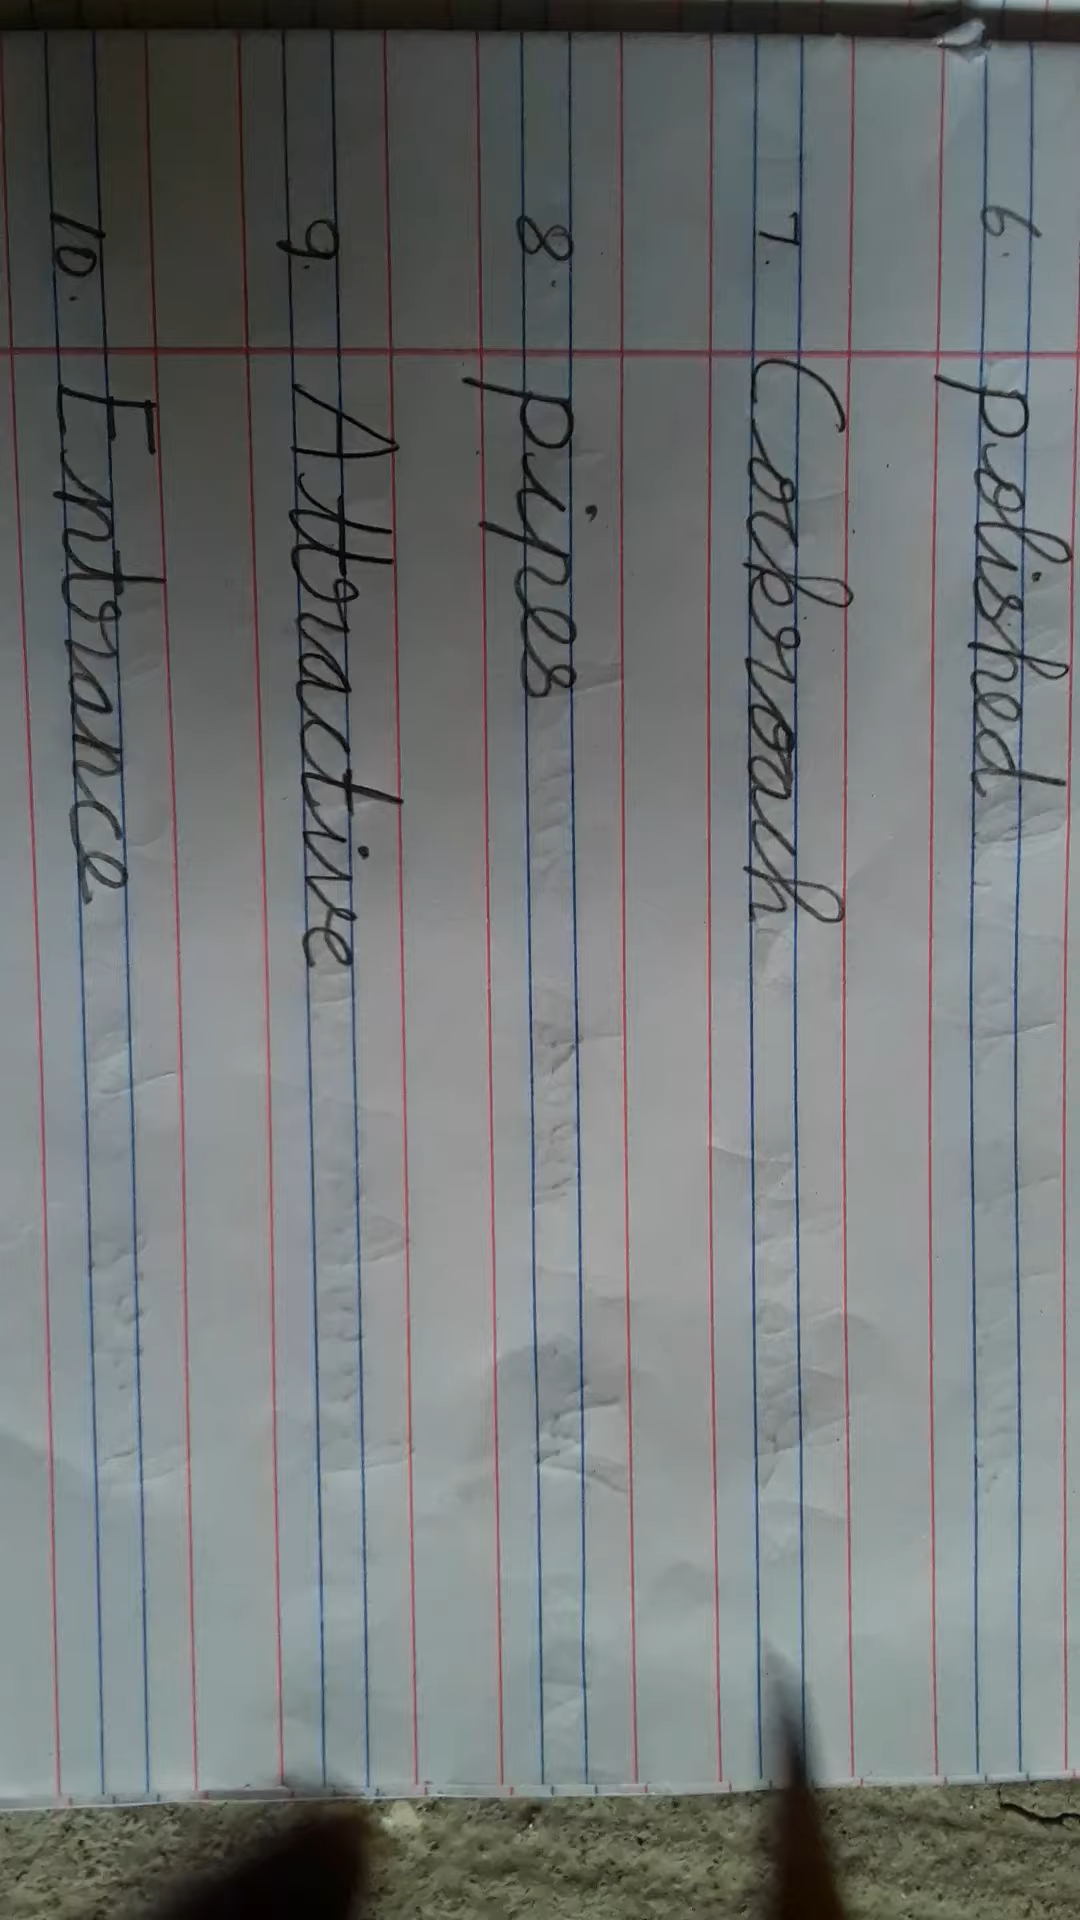 6. polished
7. Cockroach
8. pipes
9. Attractive
10. Entrance